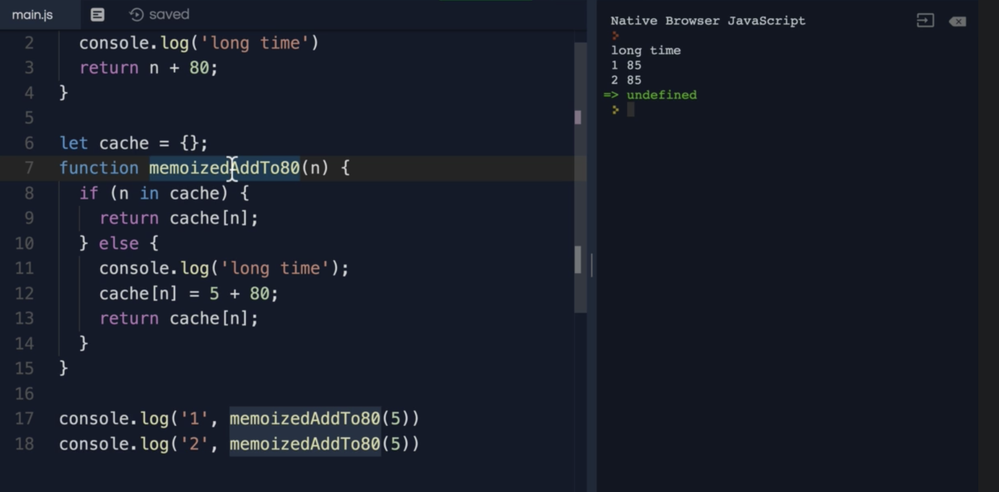 main.js saved
2 console.log('long time')
3 return n + 80;
4 }
5
6 let cache = {};
7 function memoizedAddTo80(n) {
8 if (n in cache) {
9 return cache[n];
10 } else {
11 console.log('long time');
12 cache[n] = 5 + 80;
13 return cache[n];
14 }
15 }
16
17 console.log('1', memoizedAddTo80(5))
18 console.log('2', memoizedAddTo80(5))
Native Browser JavaScript
long time
1 85
2 85
=> undefined